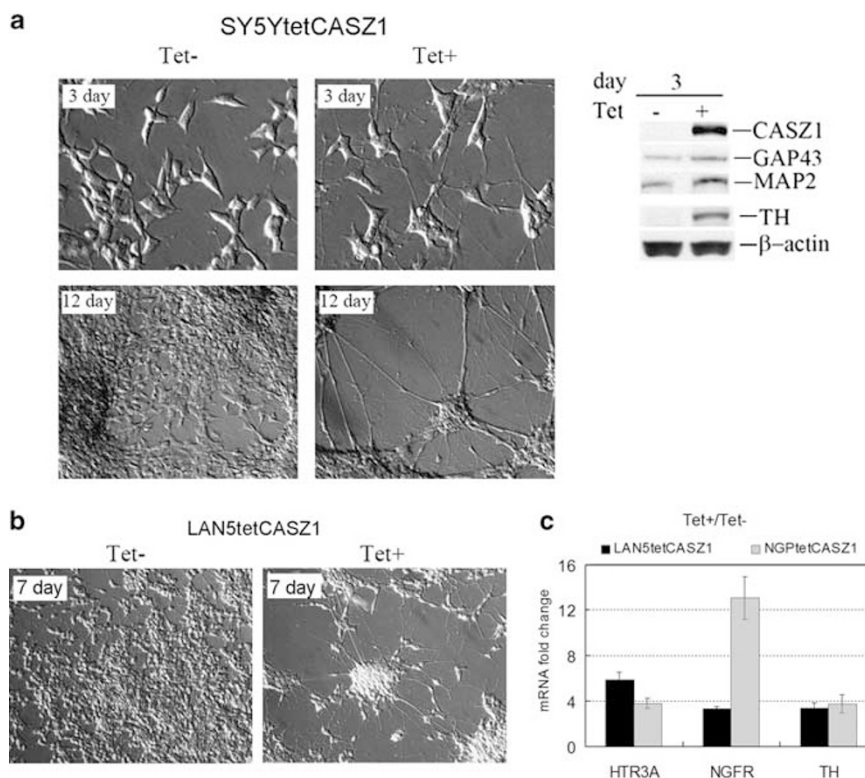 a
SY5YtetCASZ1
Tet-
Tet+
3 day
3 day
12 day
12 day
day 3
Tet - +
CASZ1
GAP43
MAP2
TH
β-actin
b
LAN5tetCASZ1
Tet-
Tet+
7 day
7 day
c
Tet+/Tet-
LAN5tetCASZ1 NGPtetCASZ1
mRNA fold change
16
12
8
4
0
HTR3A NGFR TH